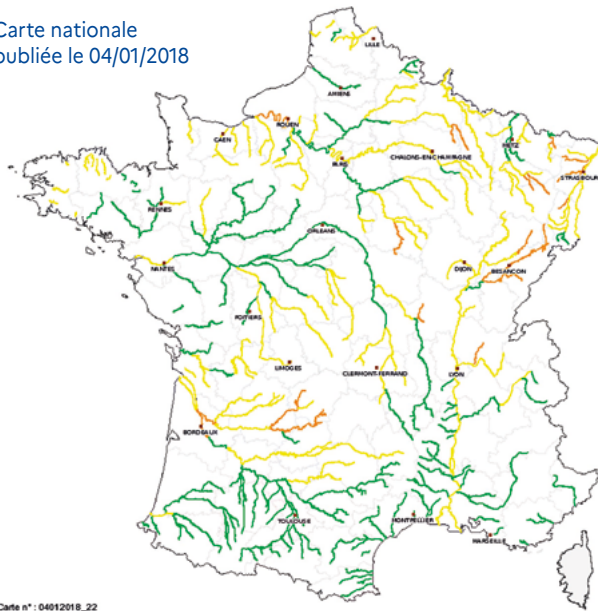 Carte nationale
publiée le 04/01/2018
LILLE
AMIENS
ROUEN
CAEN
METZ
PARIS
CHALONS-EN-CHAMPAGNE
STRASBOURG
RENNES
ORLEANS
NANTES
DIJON
BESANCON
POITIERS
LIMOGES
CLERMONT-FERRAND
LYON
BORDEAUX
TOULOUSE
MONTPELLIER
MARSEILLE
Carte n° : 04012018_22